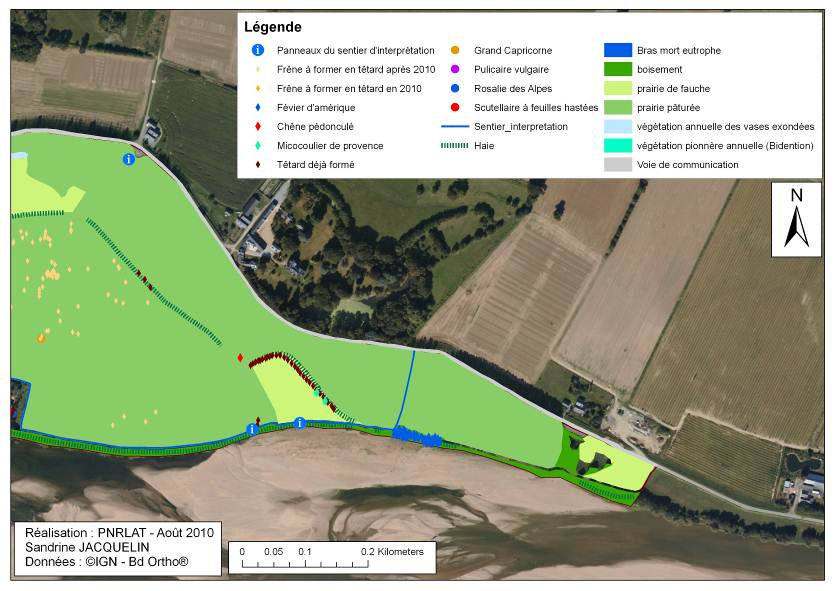 Légende
Panneaux du sentier d'interprétation
Frêne à former en têtard après 2010
Frêne à former en têtard en 2010
Févier d'amérique
Chêne pédonculé
Micocoulier de provence
Têtard déjà formé
Grand Capricorne
Pulicaire vulgaire
Rosalie des Alpes
Scutellaire à feuilles hastées
Sentier_interpretation
Haie
Bras mort eutrophe
boisement
prairie de fauche
prairie pâturée
végétation annuelle des vases exondées
végétation pionnère annuelle (Bidention)
Voie de communication
N
Réalisation : PNRLAT - Août 2010
Sandrine JACQUELIN
Données : ©IGN - Bd Ortho®
0 0.05 0.1 0.2 Kilometers